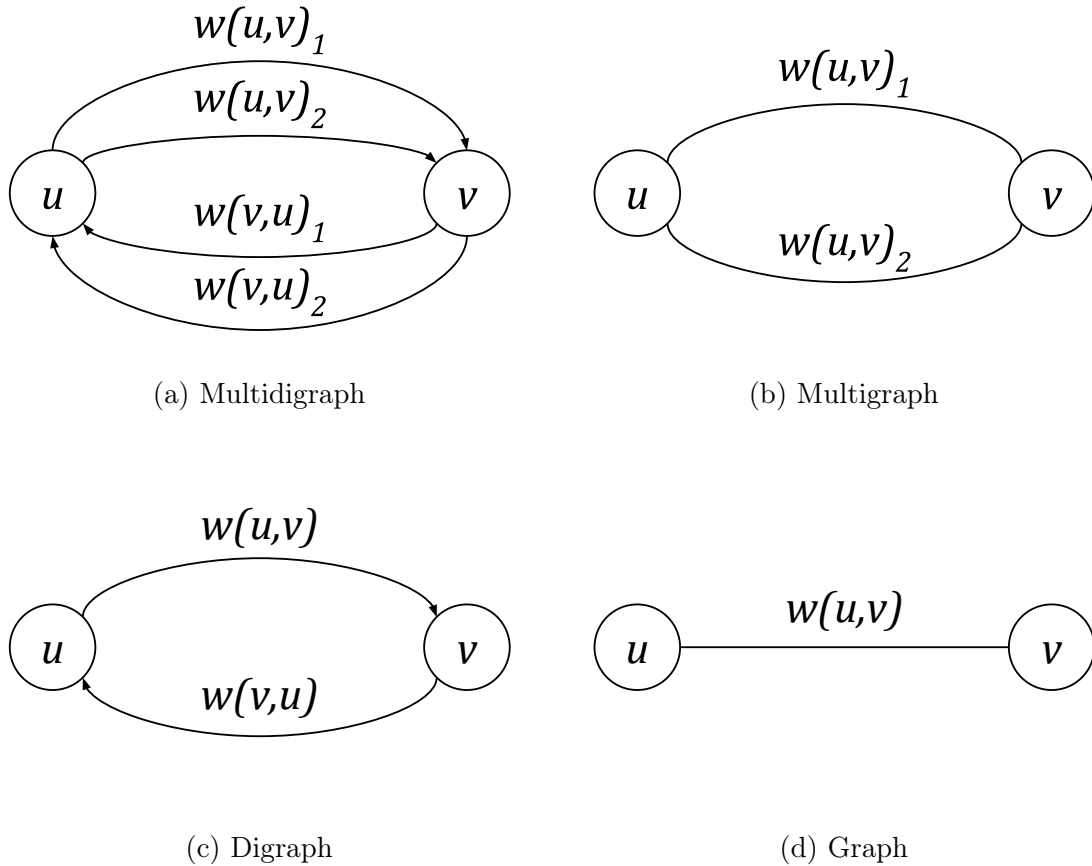 w(u,v)1
w(u,v)2
u
v
w(v,u)1
w(v,u)2
(a) Multidigraph
w(u,v)1
u
v
w(u,v)2
(b) Multigraph
w(u,v)
u
v
w(v,u)
(c) Digraph
w(u,v)
u
v
(d) Graph